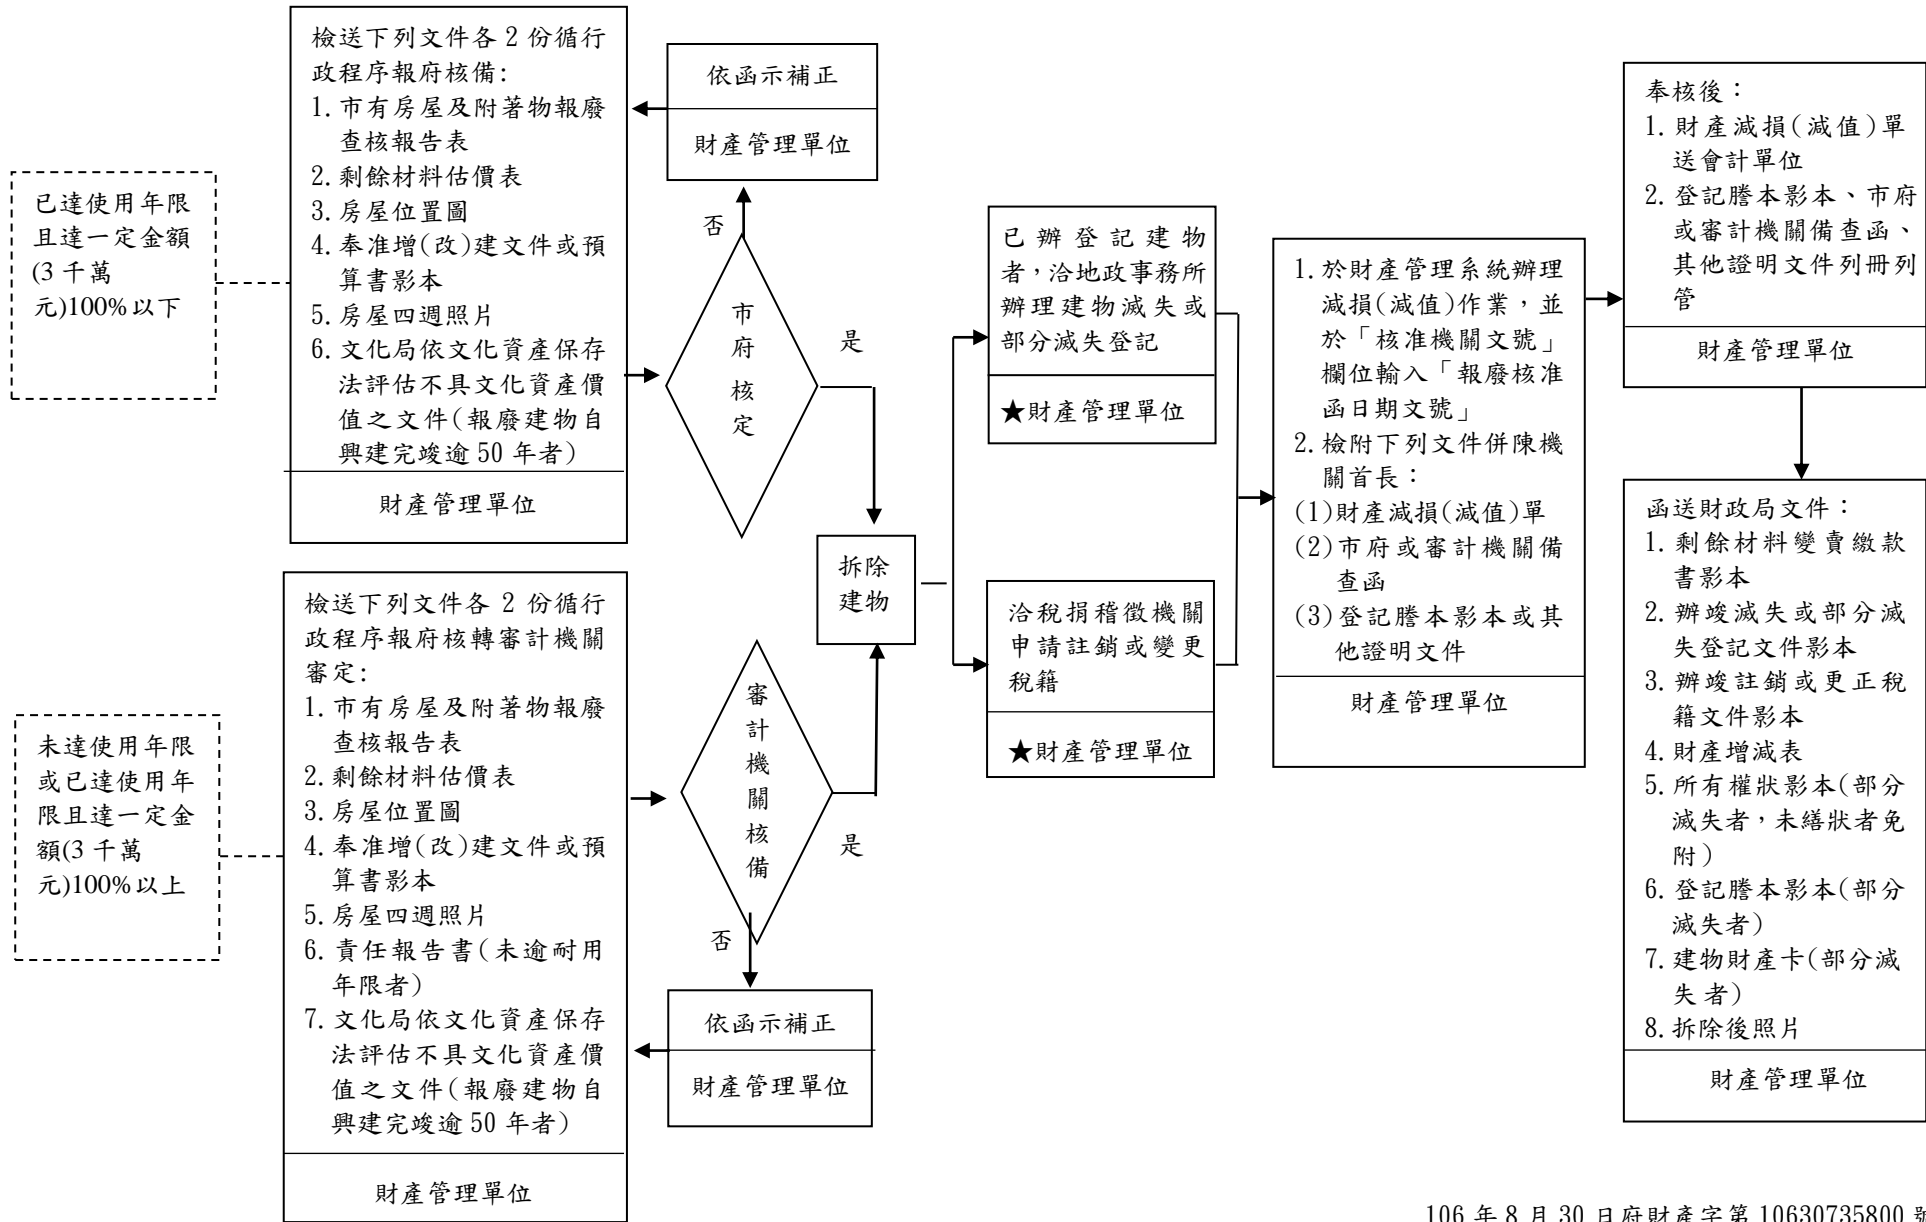 已達使用年限
且達一定金額
(3 千萬
元)100%以下
檢送下列文件各 2 份循行
政程序報府核備:
1.市有房屋及附著物報廢
查核報告表
2.剩餘材料估價表
3.房屋位置圖
4.奉准增(改)建文件或預
算書影本
5.房屋四週照片
6.文化局依文化資產保存
法評估不具文化資產價
值之文件(報廢建物自
興建完竣逾 50 年者)
財產管理單位
依函示補正
財產管理單位
否
市
府
核
定
是
未達使用年限
或已達使用年
限且達一定金
額(3 千萬
元)100%以上
檢送下列文件各 2 份循行
政程序報府核轉審計機關
審定:
1.市有房屋及附著物報廢
查核報告表
2.剩餘材料估價表
3.房屋位置圖
4.奉准增(改)建文件或預
算書影本
5.房屋四週照片
6.責任報告書(未逾耐用
年限者)
7.文化局依文化資產保存
法評估不具文化資產價
值之文件(報廢建物自
興建完竣逾 50 年者)
財產管理單位
審
計
機
關
核
備
是
否
依函示補正
財產管理單位
拆除
建物
已辦登記建物
者，洽地政事務所
辦理建物滅失或
部分滅失登記
★財產管理單位
洽稅捐稽徵機關
申請註銷或變更
稅籍
★財產管理單位
1.於財產管理系統辦理
減損(減值)作業，並
於「核准機關文號」
欄位輸入「報廢核准
函日期文號」
2.檢附下列文件併陳機
關首長：
(1)財產減損(減值)單
(2)市府或審計機關備
查函
(3)登記謄本影本或其
他證明文件
財產管理單位
奉核後：
1.財產減損(減值)單
送會計單位
2.登記謄本影本、市府
或審計機關備查函、
其他證明文件列冊列
管
財產管理單位
函送財政局文件：
1.剩餘材料變賣繳款
書影本
2.辦竣滅失或部分滅
失登記文件影本
3.辦竣註銷或更正稅
籍文件影本
4.財產增減表
5.所有權狀影本(部分
滅失者，未繕狀者免
附)
6.登記謄本影本(部分
滅失者)
7.建物財產卡(部分滅
失者)
8.拆除後照片
財產管理單位
106 年 8 月 30 日府財產字第 10630735800 號